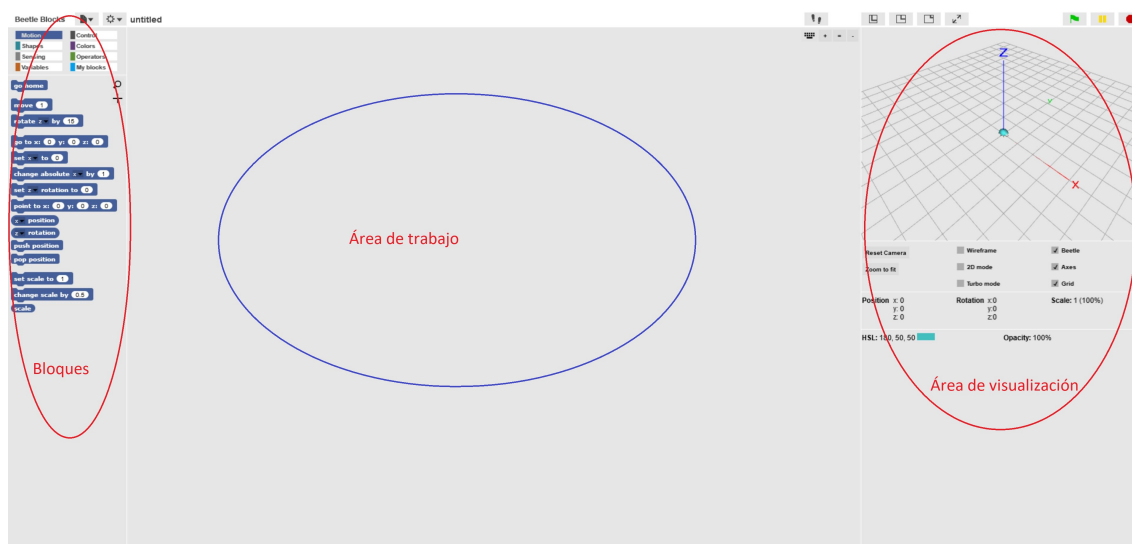 Beetle Blocks untitled
Motion Control
Shapes Colors
Sensing Operators
Variables My blocks
+ = -
go home
move 1
rotate z by 15
go to x: 0 y: 0 z: 0
set x to 0
change absolute z by 1
set z rotation to 0
point to x: 0 y: 0 z: 0
x position
z rotation
push position
pop position
set scale to 1
change scale by 0.5
scale
Bloques
Área de trabajo
Z
Y
X
Reset Camera Wireframe Beetle
Zoom to fit 2D mode Axes
Turbo mode Grid
Position x: 0 Rotation x:0 Scale: 1 (100%)
y: 0 y:0
z: 0 z:0
HSL: 180, 50, 50 Opacity: 100%
Área de visualización